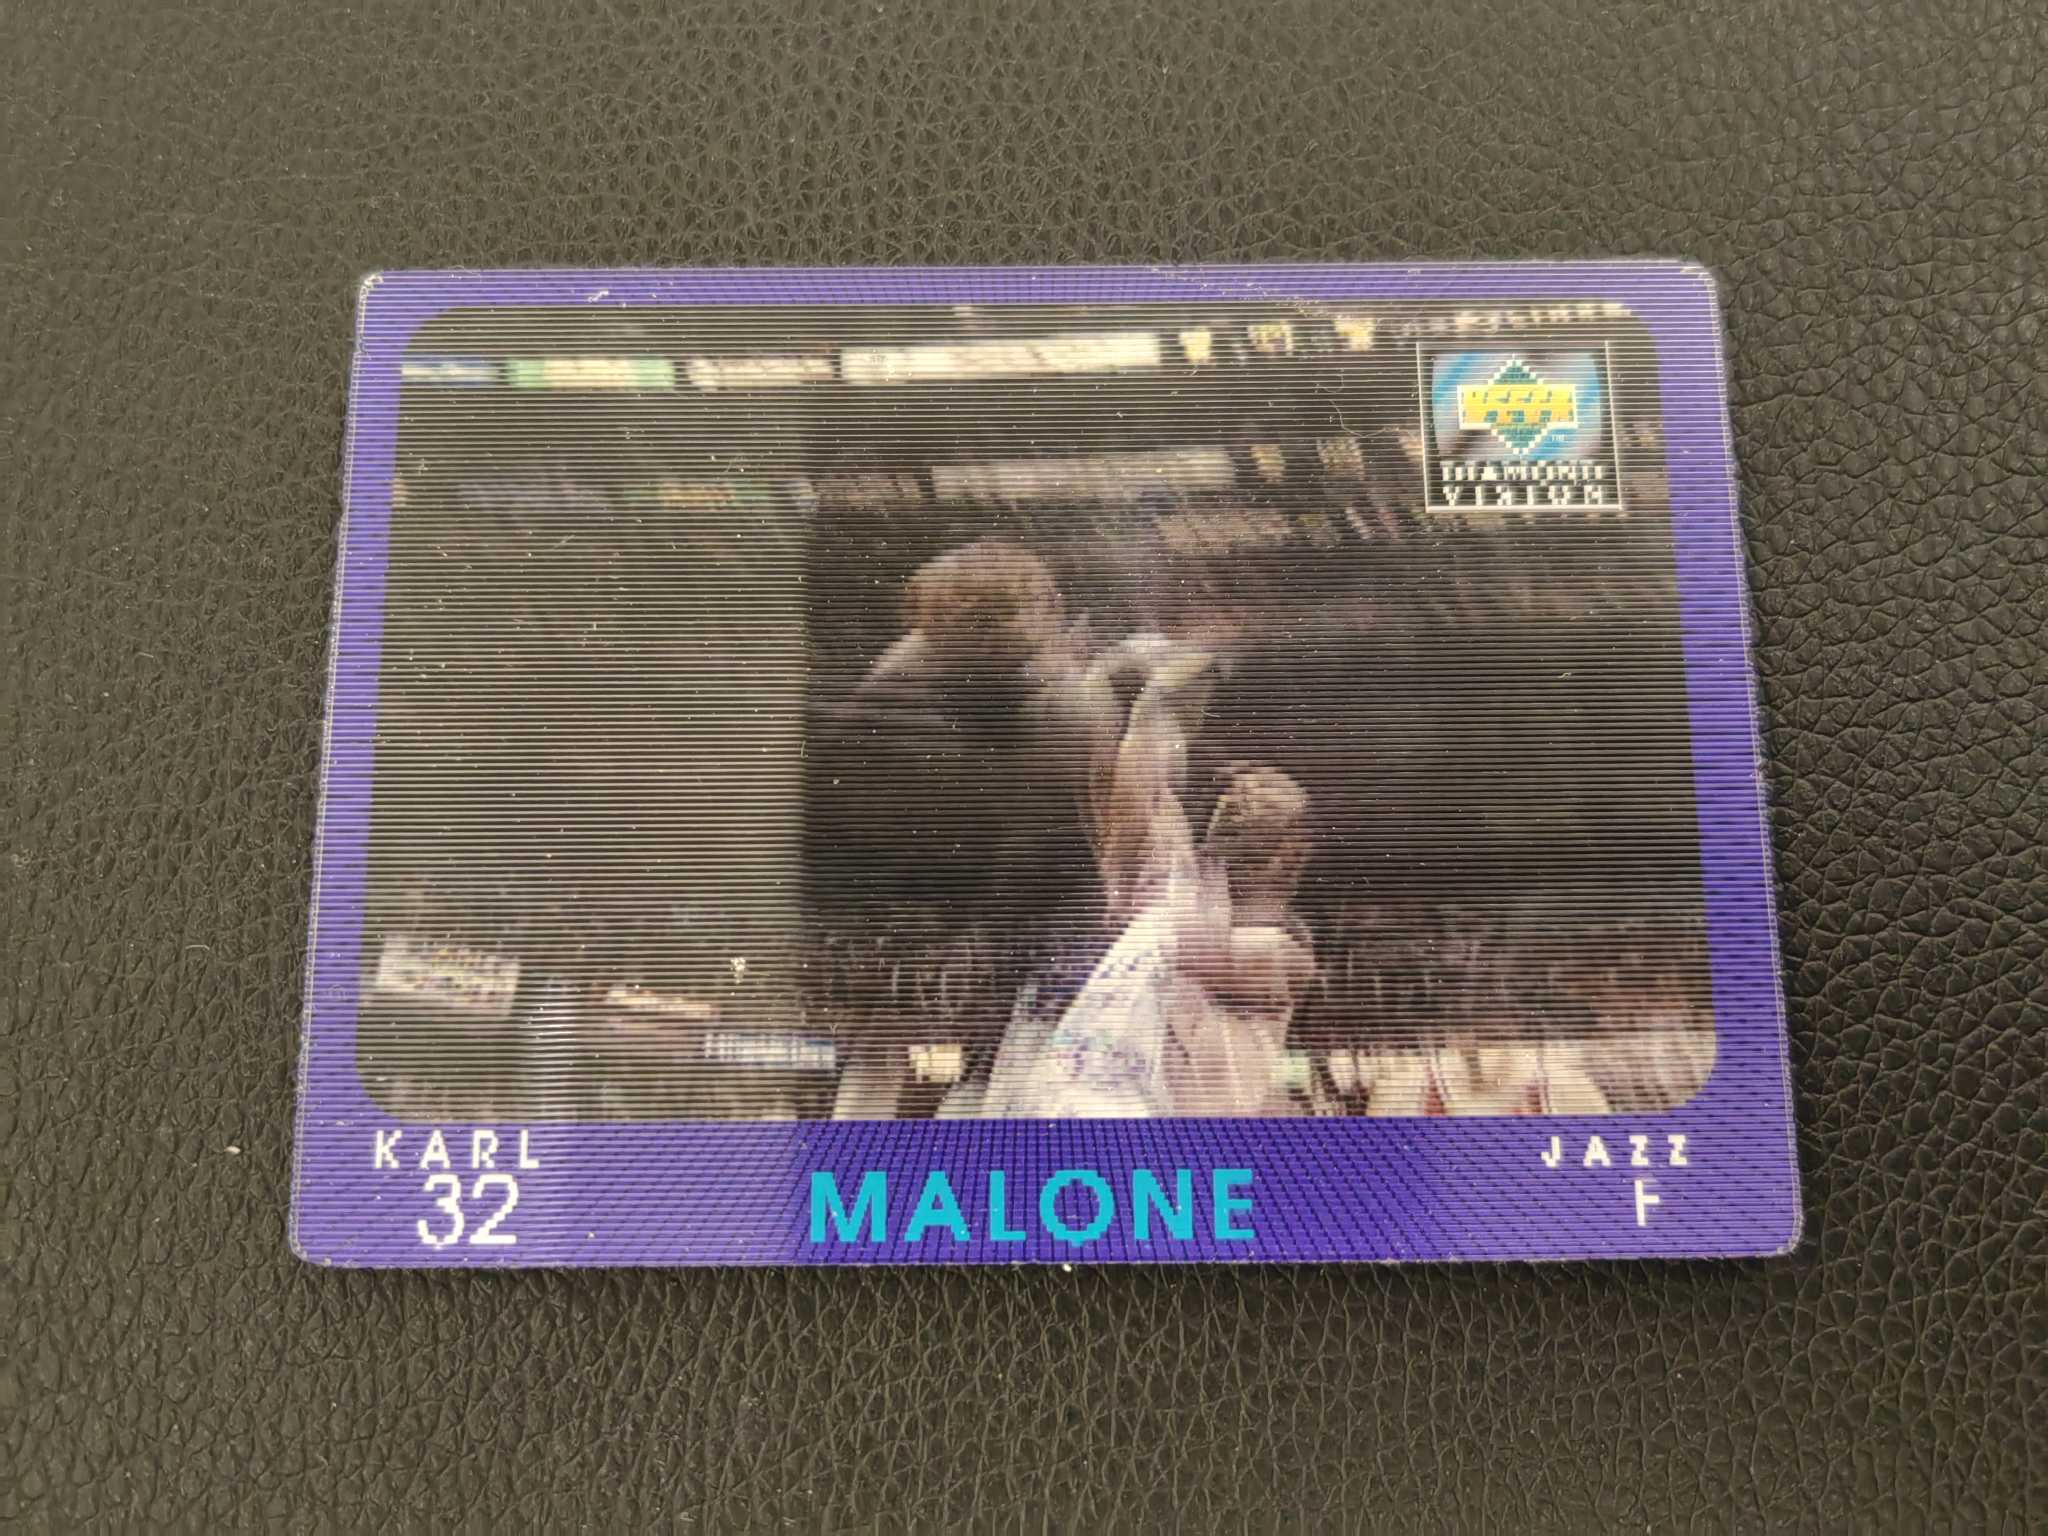 DIAMOND
VISION
KARL
32
MALONE
JAZZ
F